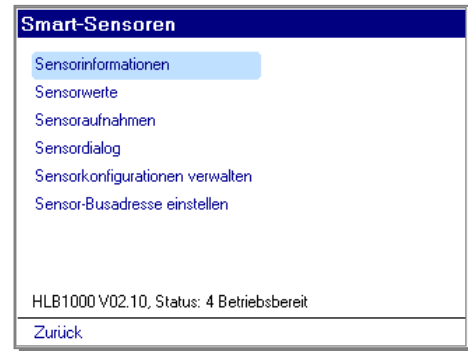 Smart-Sensoren
Sensorinformationen
Sensorwerte
Sensoraufnahmen
Sensordialog
Sensorkonfigurationen verwalten
Sensor-Busadresse einstellen
HLB1000 V02.10, Status: 4 Betriebsbereit
Zurück